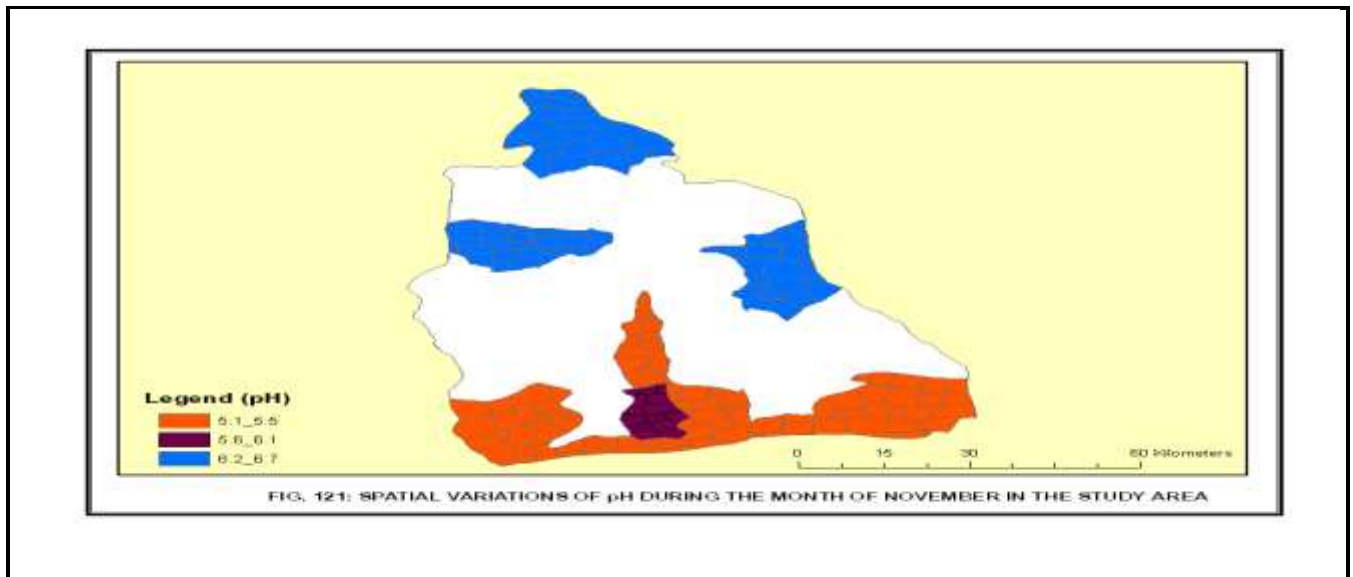 Legend (pH)
5.1_5.5
5.6_6.1
6.2_6.7
0 15 30 60 Kilometers
FIG. 121: SPATIAL VARIATIONS OF pH DURING THE MONTH OF NOVEMBER IN THE STUDY AREA